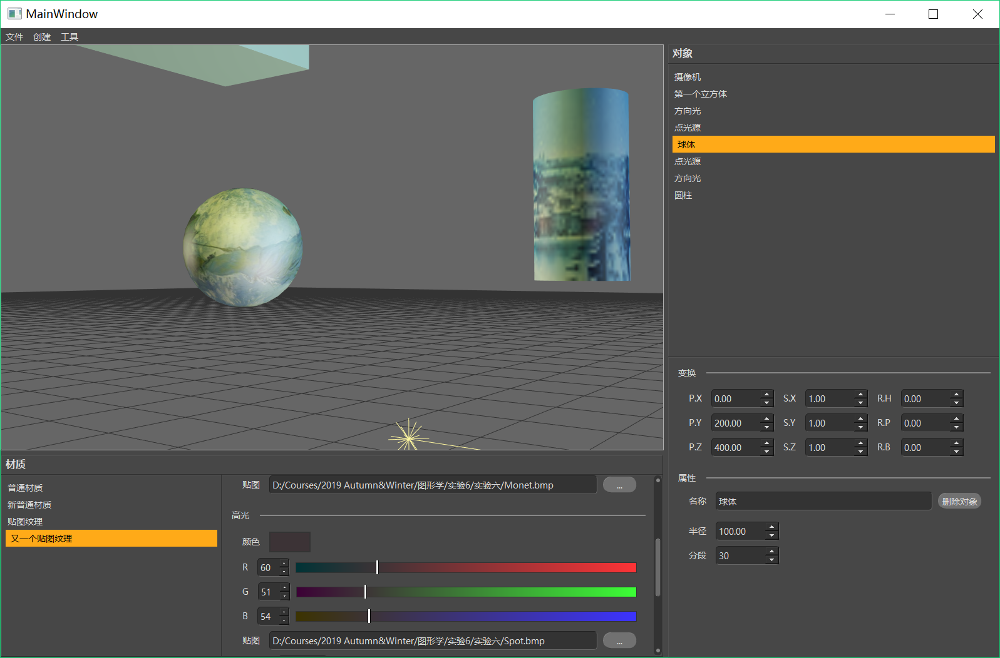 MainWindow
文件 创建 工具
对象
摄像机
第一个立方体
方向光
点光源
球体
点光源
方向光
圆柱
变换
P.X 0.00 S.X 1.00 R.H 0.00
P.Y 200.00 S.Y 1.00 R.P 0.00
P.Z 400.00 S.Z 1.00 R.B 0.00
属性
名称 球体 删除对象
半径 100.00
分段 30
材质
普通材质
新普通材质
贴图纹理
又一个贴图纹理
贴图 D:/Courses/2019 Autumn&Winter/图形学/实验6/实验六/Monet.bmp ...
高光
颜色
R 60
G 51
B 54
贴图 D:/Courses/2019 Autumn&Winter/图形学/实验6/实验六/Spot.bmp ...